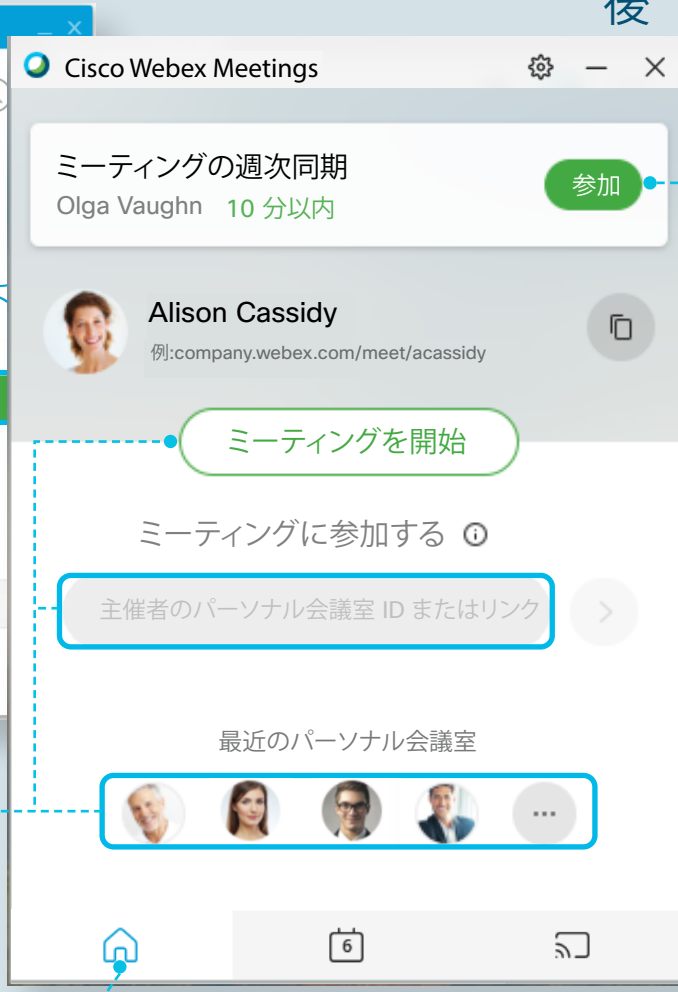 後
Cisco Webex Meetings
ミーティングの週次同期
参加
Olga Vaughn 10 分以内
Alison Cassidy
例:company.webex.com/meet/acassidy
ミーティングを開始
ミーティングに参加する
主催者のパーソナル会議室 ID またはリンク
最近のパーソナル会議室
6